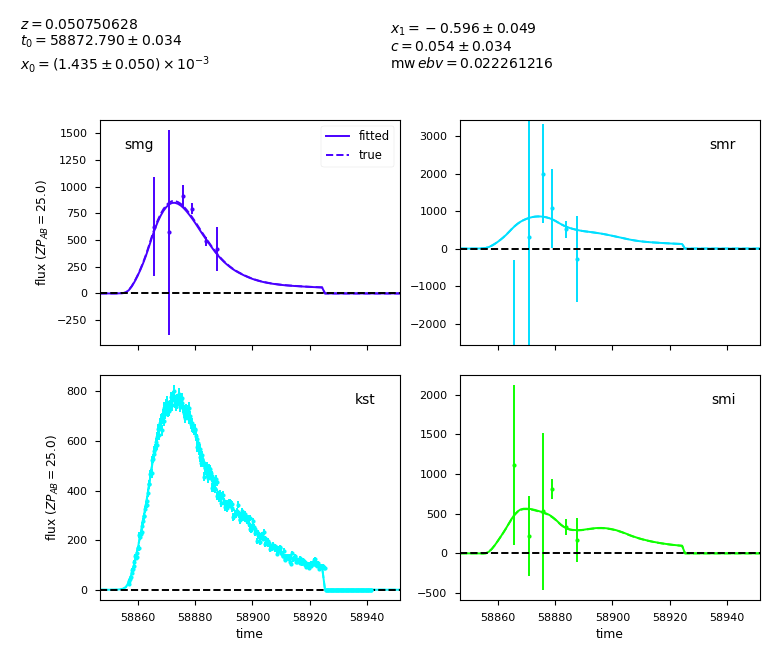 z = 0.050750628
t₀ = 58872.790 ± 0.034
x₀ = (1.435 ± 0.050) × 10⁻³
x₁ = −0.596 ± 0.049
c = 0.054 ± 0.034
mw ebv = 0.022261216
1500
1250
1000
750
500
250
0
−250
flux (ZP_AB = 25.0)
smg
fitted
true
3000
2000
1000
0
−1000
−2000
smr
800
600
400
200
0
flux (ZP_AB = 25.0)
kst
58860 58880 58900 58920 58940
time
2000
1500
1000
500
0
−500
smi
58860 58880 58900 58920 58940
time